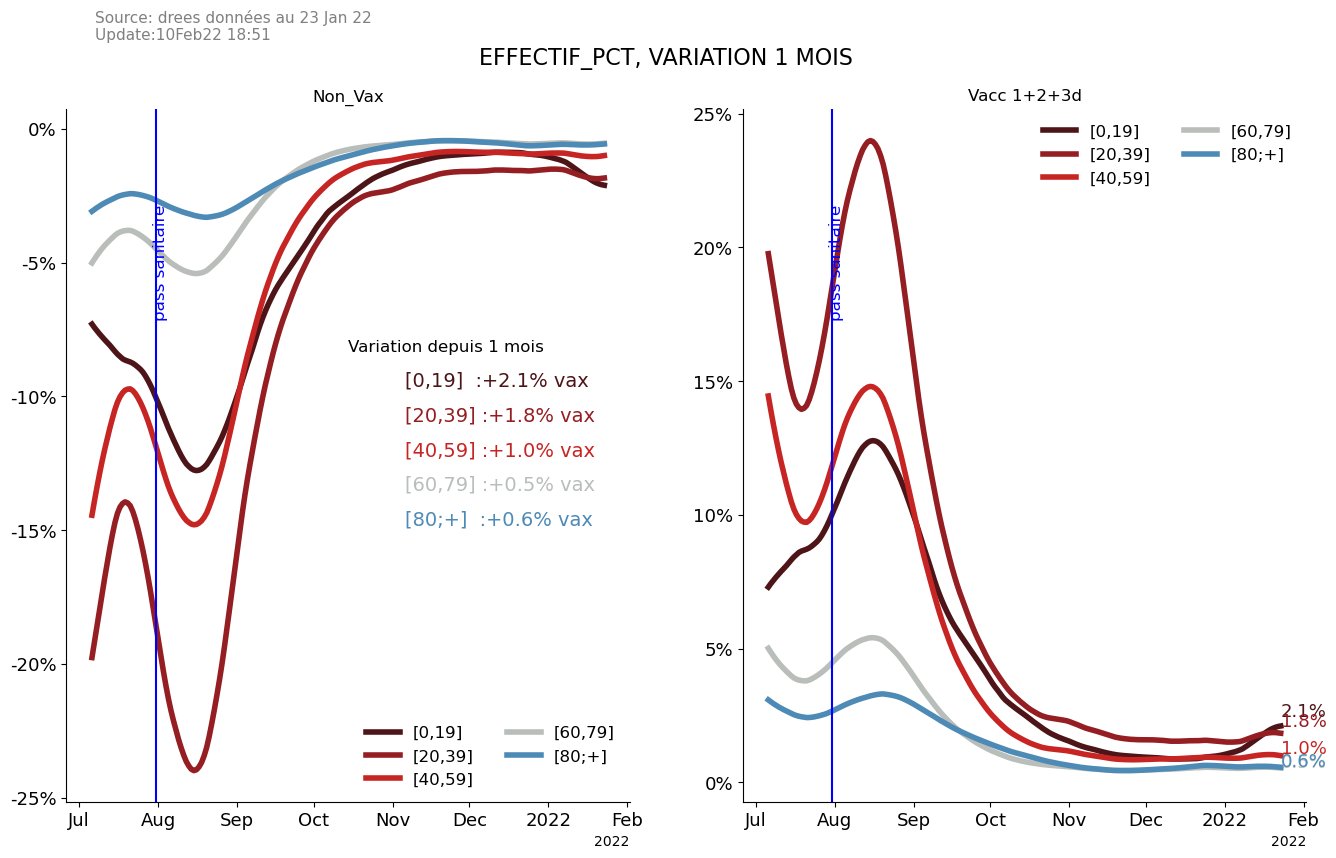 Source: drees données au 23 Jan 22
Update:10Feb22 18:51
EFFECTIF_PCT, VARIATION 1 MOIS
Non_Vax
0%
-5%
-10%
-15%
-20%
-25%
pass sanitaire
Variation depuis 1 mois
[0,19] :+2.1% vax
[20,39] :+1.8% vax
[40,59] :+1.0% vax
[60,79] :+0.5% vax
[80;+] :+0.6% vax
[0,19] [60,79]
[20,39] [80;+]
[40,59]
Jul Aug Sep Oct Nov Dec 2022 Feb
2022
Vacc 1+2+3d
25%
20%
15%
10%
5%
0%
pass sanitaire
[0,19] [60,79]
[20,39] [80;+]
[40,59]
2.1%
1.8%
1.0%
0.6%
Jul Aug Sep Oct Nov Dec 2022 Feb
2022